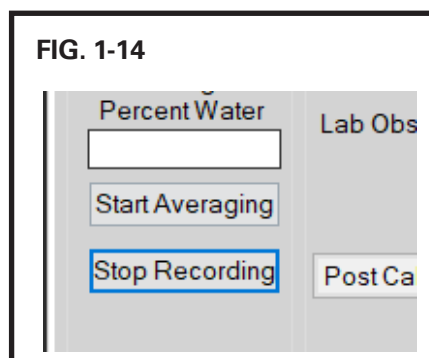 FIG. 1-14
Percent Water
Lab Obs
Start Averaging
Stop Recording
Post Ca